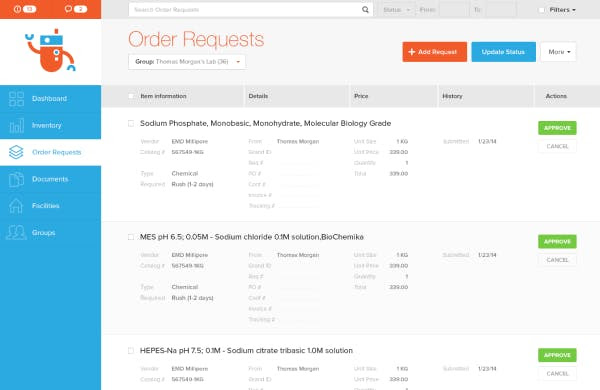 13
2
Search Order Requests
Status
From:
To:
Filters
Order Requests
Group: Thomas Morgan's Lab (36)
+ Add Request
Update Status
More
Dashboard
Inventory
Order Requests
Documents
Facilities
Groups
Item information Details Price History Actions
Sodium Phosphate, Monobasic, Monohydrate, Molecular Biology Grade
Vendor EMD Millipore From Thomas Morgan Unit Size 1 KG Submitted 1/23/14
Catalog # 567549-1KG Grand ID Unit Price 339.00
Req # Quantity 1
Type Chemical PO # Total 339.00
Required Rush (1-2 days) Conf #
Invoice #
Tracking #
APPROVE
CANCEL
MES pH 6.5; 0.05M - Sodium chloride 0.1M solution,BioChemika
Vendor EMD Millipore From Thomas Morgan Unit Size 1 KG Submitted 1/23/14
Catalog # 567549-1KG Grand ID Unit Price 339.00
Req # Quantity 1
Type Chemical PO # Total 339.00
Required Rush (1-2 days) Conf #
Invoice #
Tracking #
APPROVE
CANCEL
HEPES-Na pH 7.5; 0.1M - Sodium citrate tribasic 1.0M solution
Vendor EMD Millipore From Thomas Morgan Unit Size 1 KG Submitted 1/23/14
Catalog # 567549-1KG Grand ID Unit Price 339.00
APPROVE
CANCEL